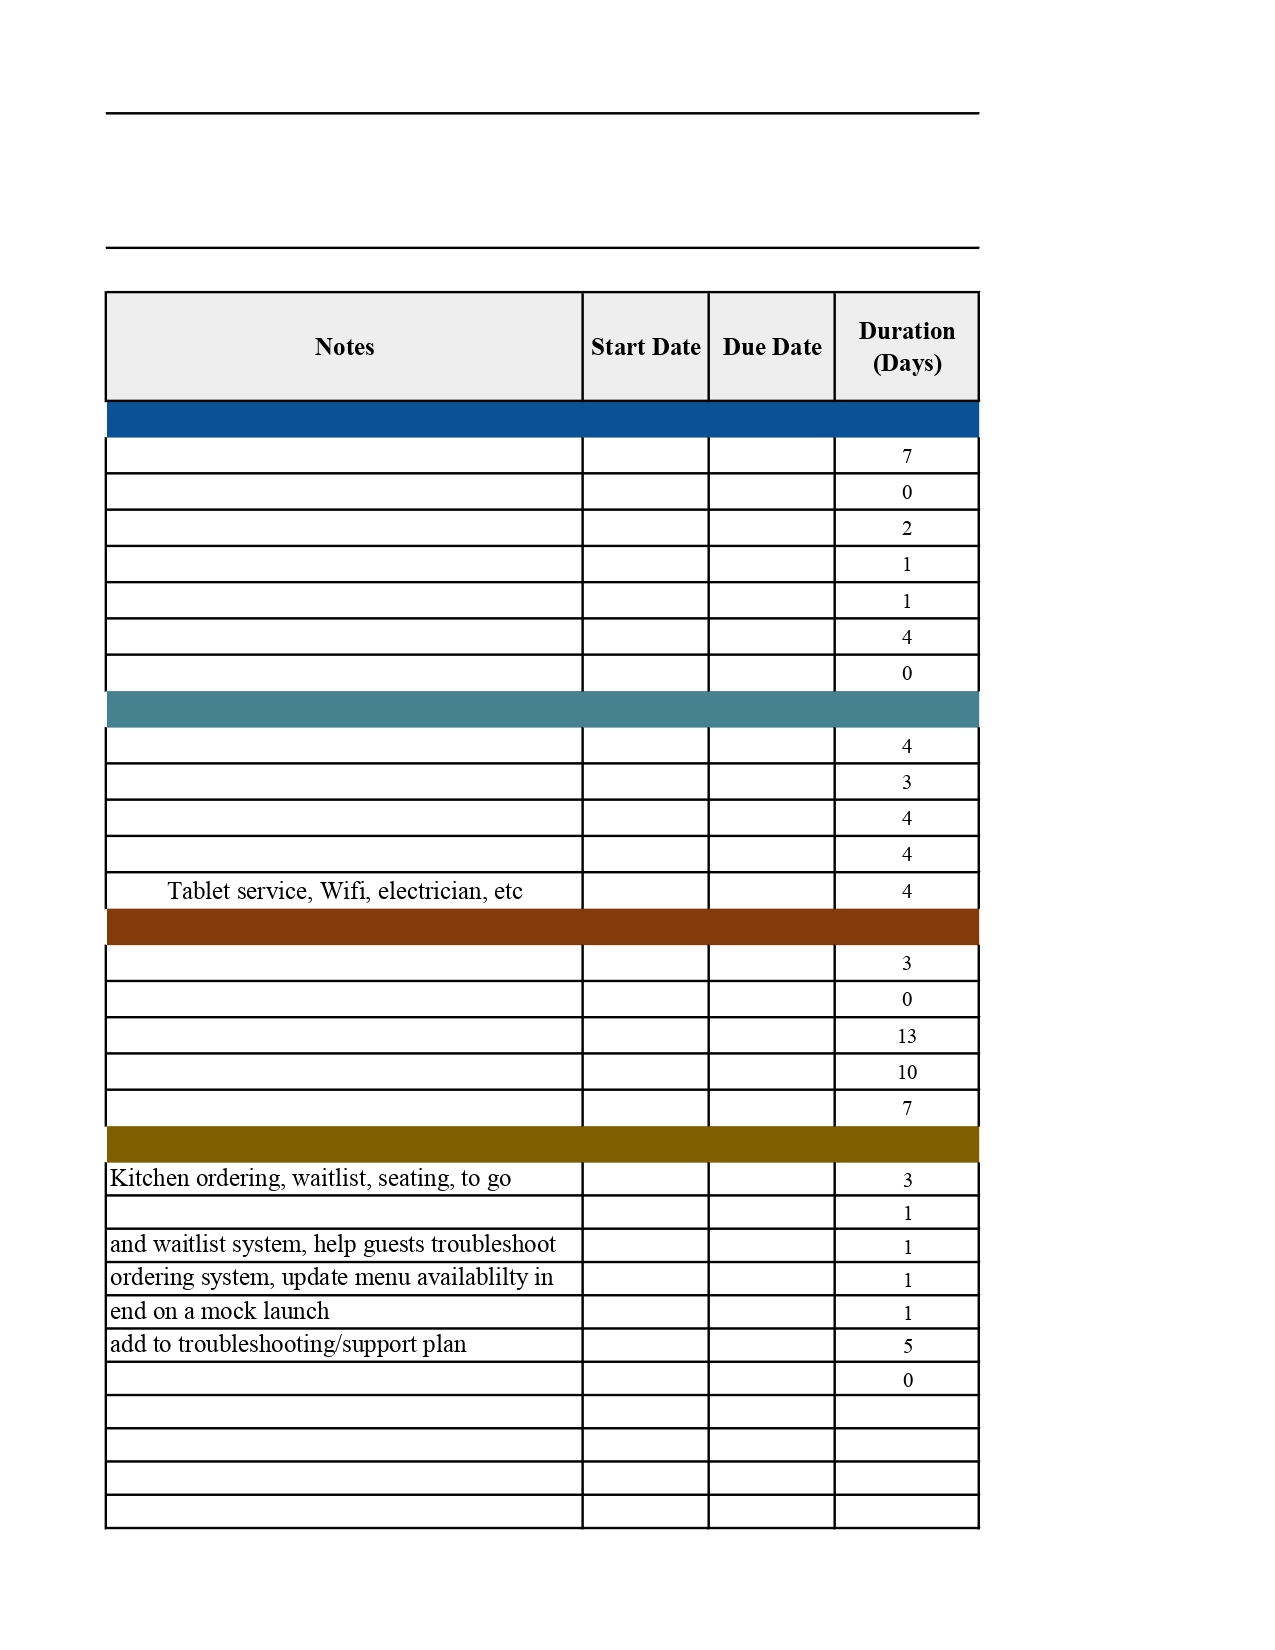 Notes Start Date Due Date Duration (Days)
7
0
2
1
1
4
0
4
3
4
4
Tablet service, Wifi, electrician, etc 4
3
0
13
10
7
Kitchen ordering, waitlist, seating, to go 3
1
and waitlist system, help guests troubleshoot 1
ordering system, update menu availablilty in 1
end on a mock launch 1
add to troubleshooting/support plan 5
0